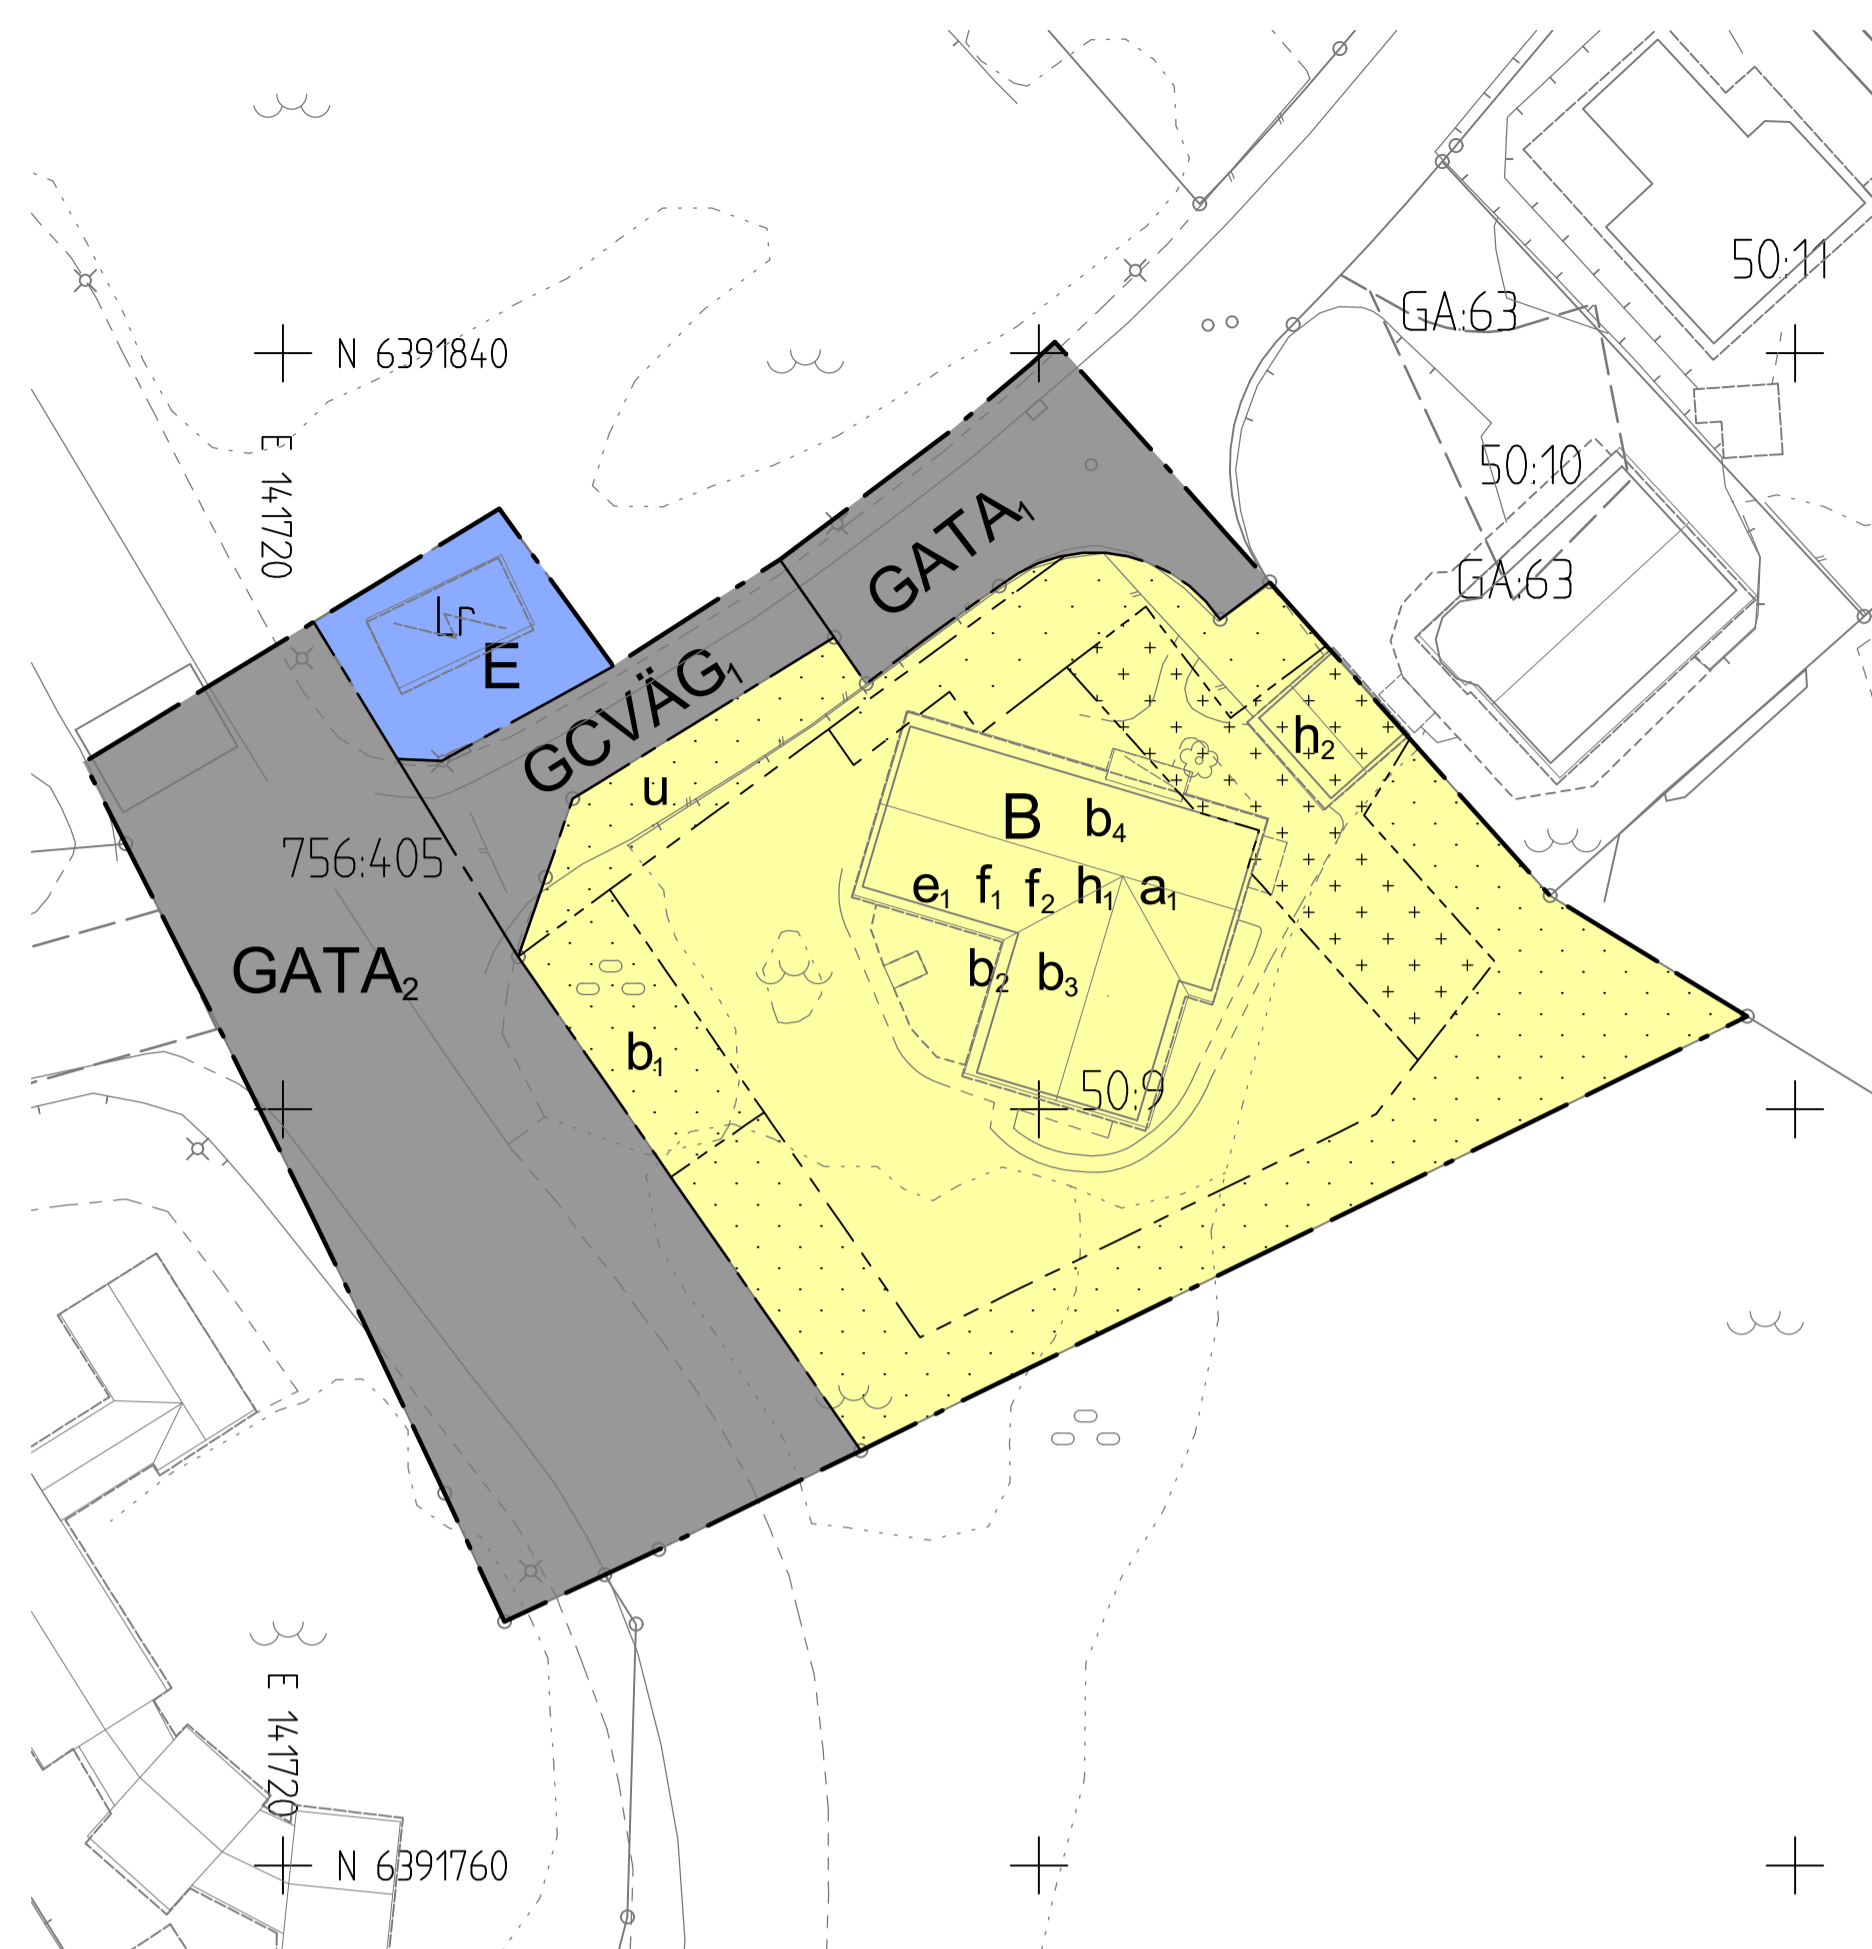 50:11
GA:63
N 6391840
E 141720
50:10
GATA₁
GA:63
Lr
E
GCVÄG₁
h₂
u
B b₄
756:405
e₁ f₁ f₂ h₁ a₁
GATA₂
b₂ b₃
b₁
50:9
E 141720
N 6391760